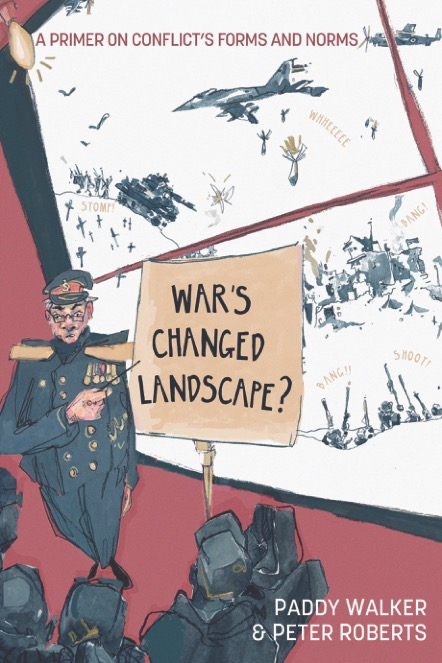 A PRIMER ON CONFLICT'S FORMS AND NORMS
WHHEEEEE
STOMP!
BANG!
WAR'S
CHANGED
LANDSCAPE?
BANG!!
SHOOT!
PADDY WALKER
& PETER ROBERTS